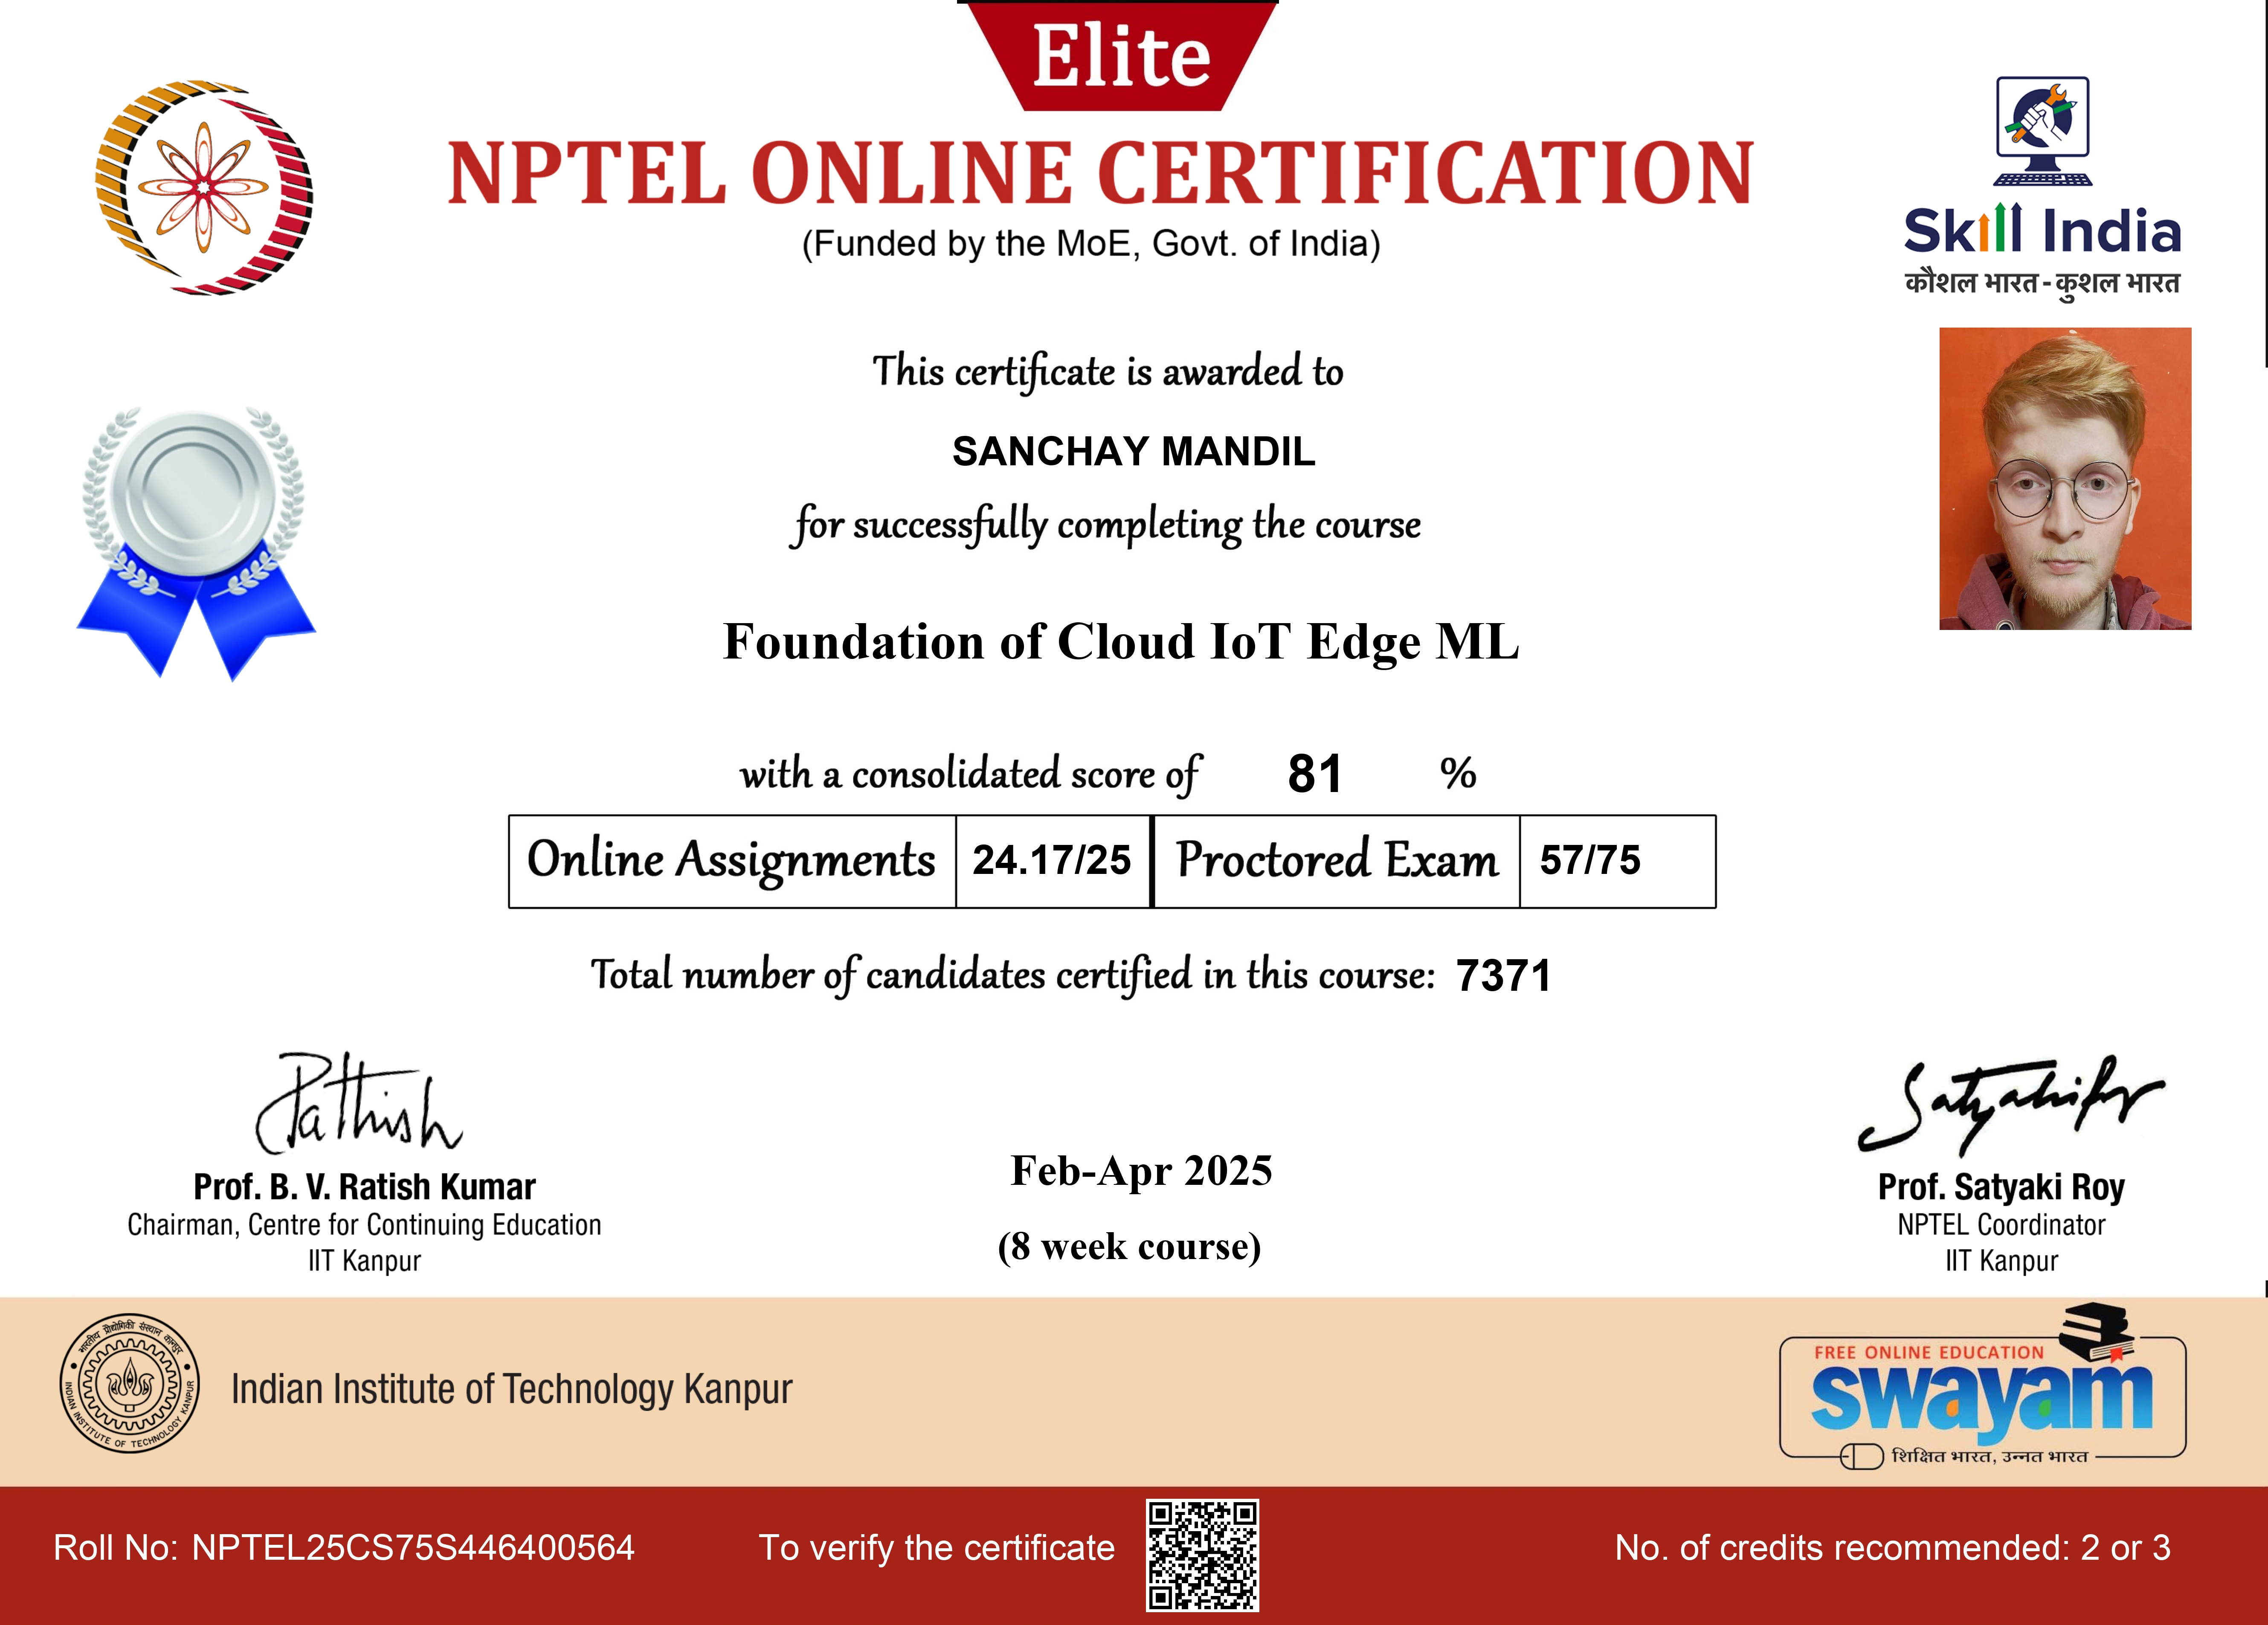 Elite
NPTEL ONLINE CERTIFICATION
(Funded by the MoE, Govt. of India)
Skill India
कौशल भारत - कुशल भारत
This certificate is awarded to
SANCHAY MANDIL
for successfully completing the course
Foundation of Cloud IoT Edge ML
with a consolidated score of 81 %
Online Assignments 24.17/25 Proctored Exam 57/75
Total number of candidates certified in this course: 7371
Prof. B. V. Ratish Kumar
Chairman, Centre for Continuing Education
IIT Kanpur
Feb-Apr 2025
(8 week course)
Prof. Satyaki Roy
NPTEL Coordinator
IIT Kanpur
भारतीय प्रौद्योगिकी संस्थान कानपुर
INDIAN INSTITUTE OF TECHNOLOGY KANPUR
Indian Institute of Technology Kanpur
FREE ONLINE EDUCATION
swayam
शिक्षित भारत, उन्नत भारत
Roll No: NPTEL25CS75S446400564
To verify the certificate
No. of credits recommended: 2 or 3